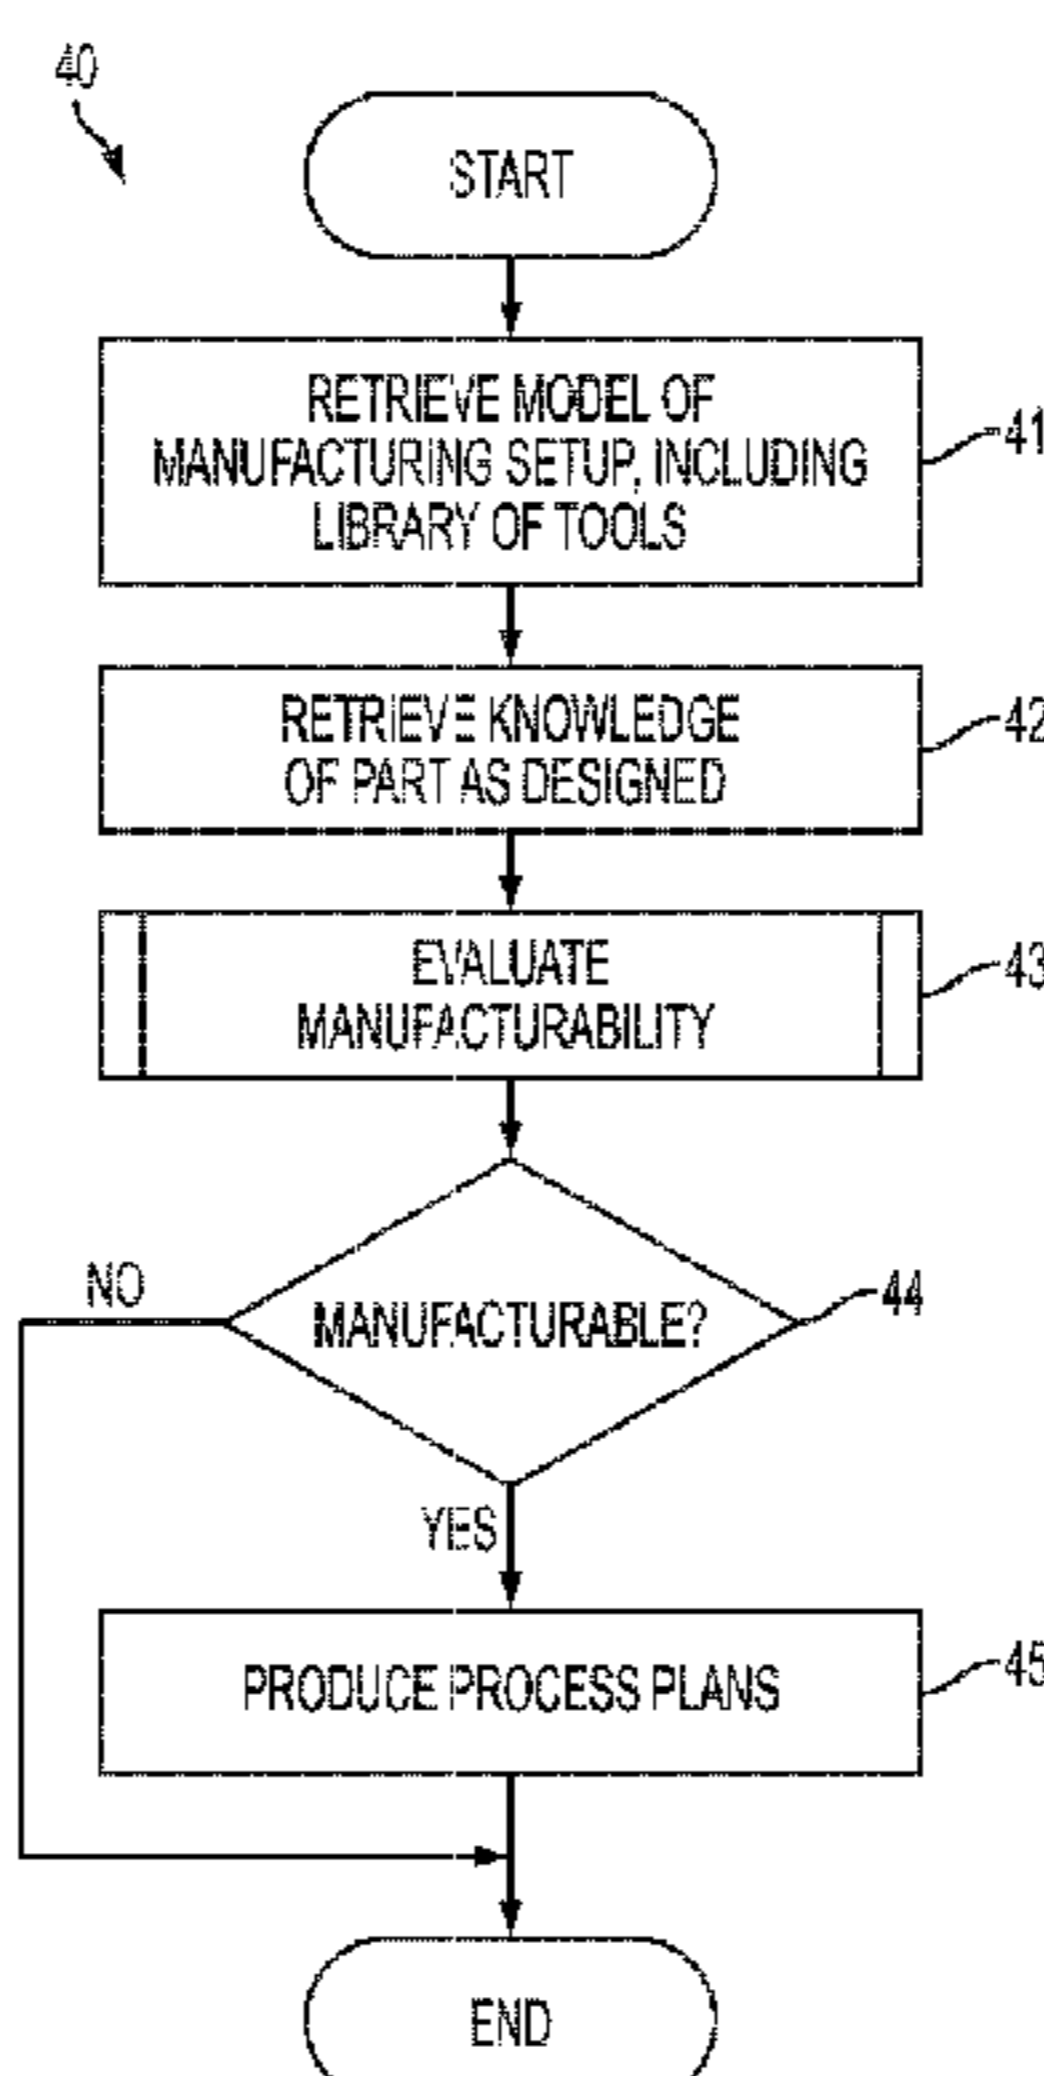 40
START
RETRIEVE MODEL OF
MANUFACTURING SETUP, INCLUDING
LIBRARY OF TOOLS
41
RETRIEVE KNOWLEDGE
OF PART AS DESIGNED
42
EVALUATE
MANUFACTURABILITY
43
NO
MANUFACTURABLE?
44
YES
PRODUCE PROCESS PLANS
45
END